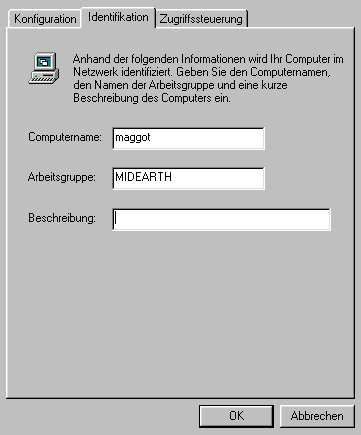 Konfiguration Identifikation Zugriffssteuerung
Anhand der folgenden Informationen wird Ihr Computer im
Netzwerk identifiziert. Geben Sie den Computernamen,
den Namen der Arbeitsgruppe und eine kurze
Beschreibung des Computers ein.
Computername: maggot
Arbeitsgruppe: MIDEARTH
Beschreibung:
OK Abbrechen